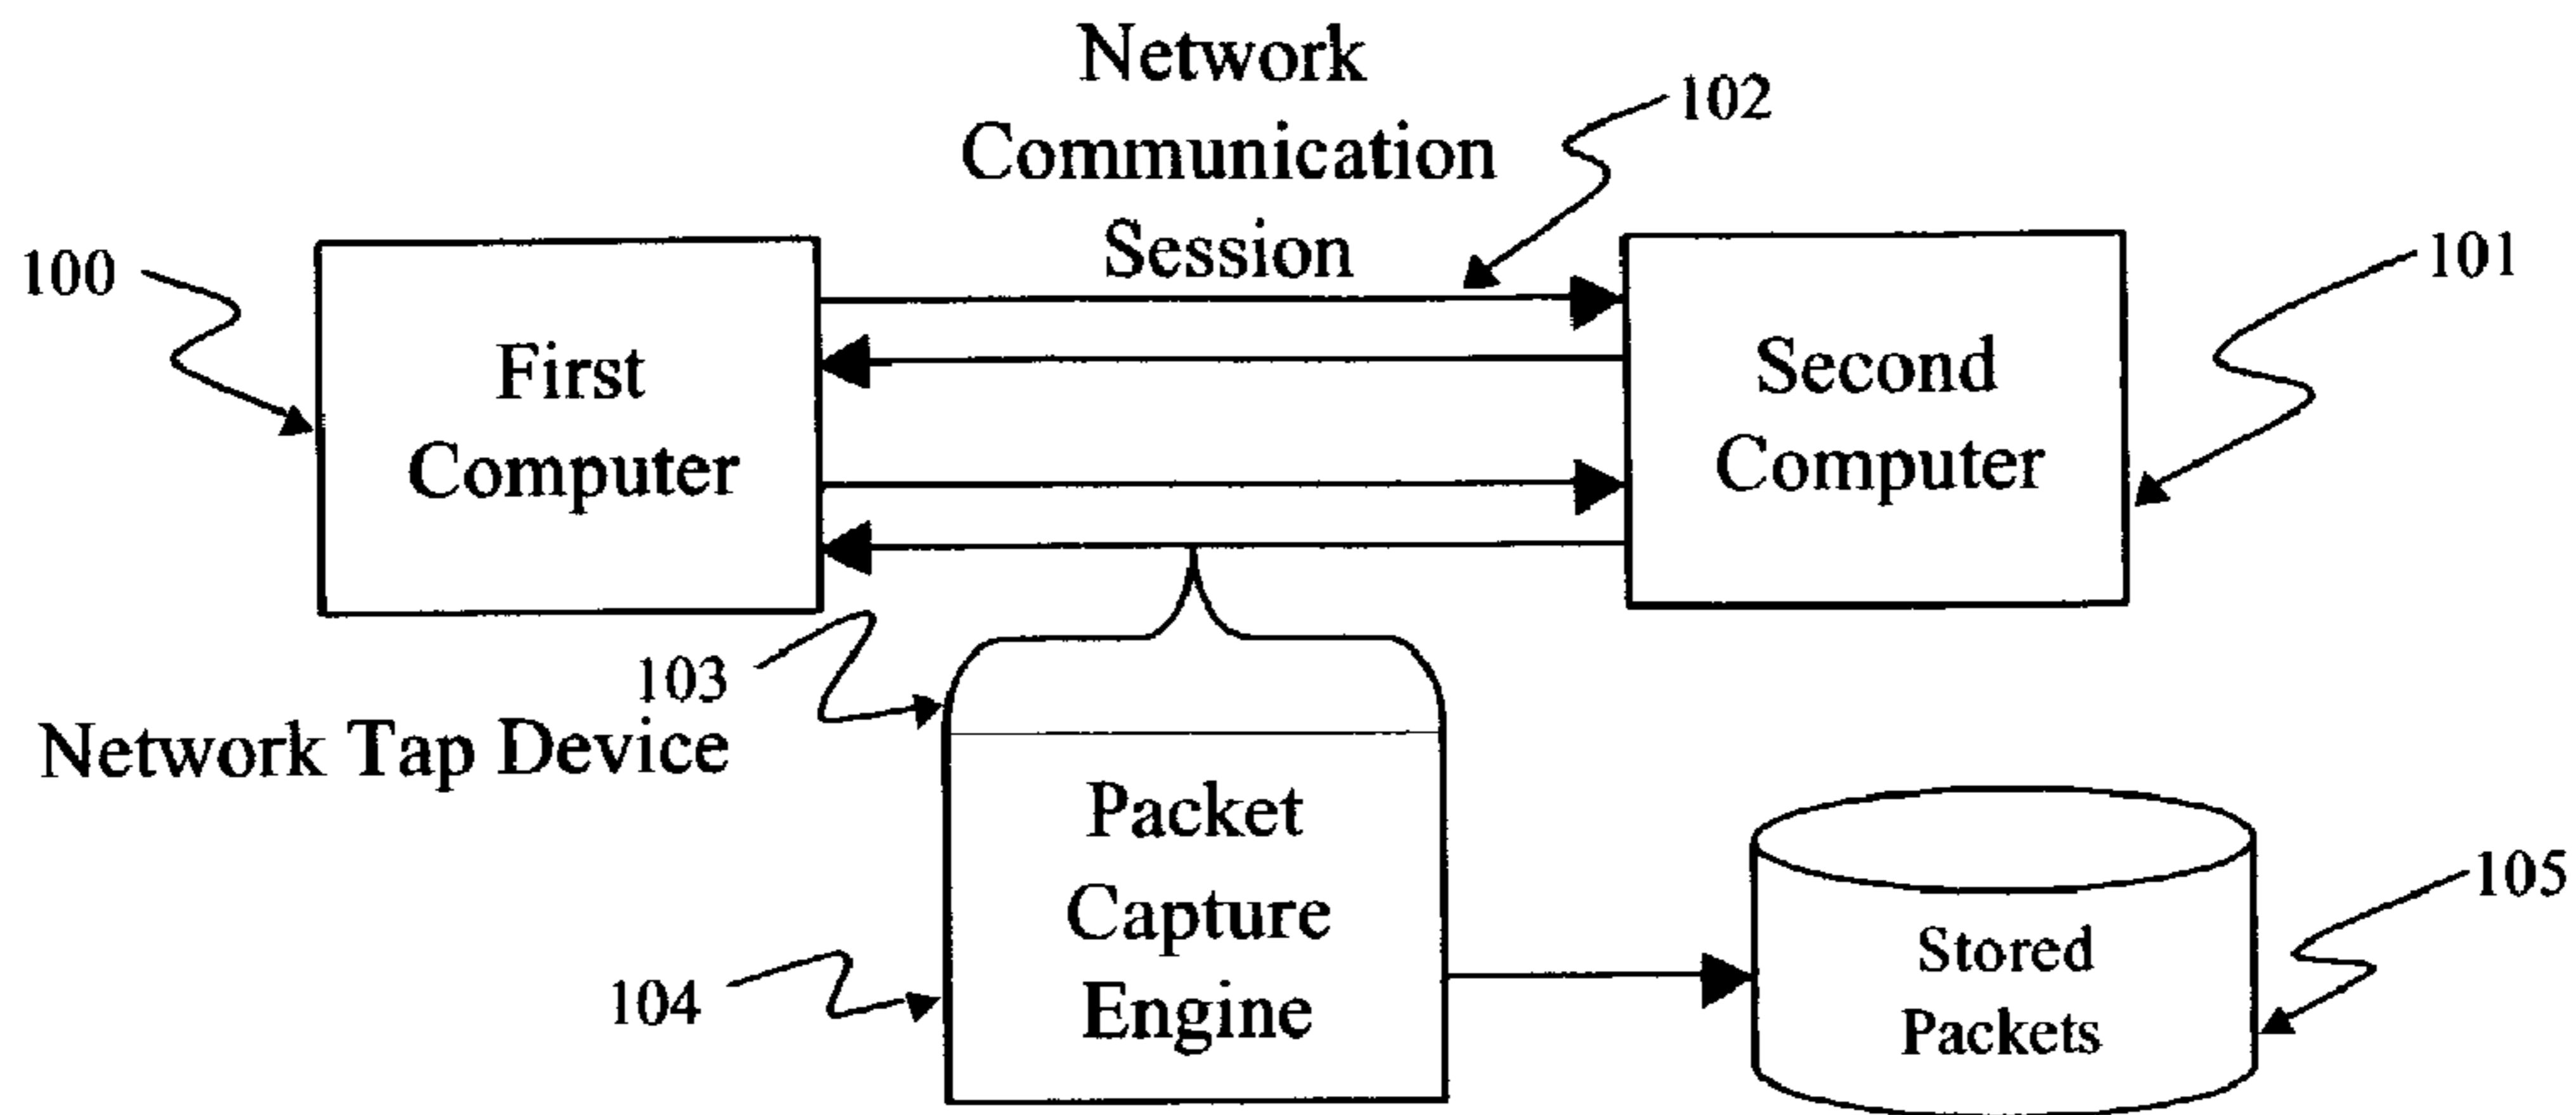 Network
Communication
Session
102
100
101
First
Computer
Second
Computer
103
Network Tap Device
Packet
Capture
Engine
104
Stored
Packets
105